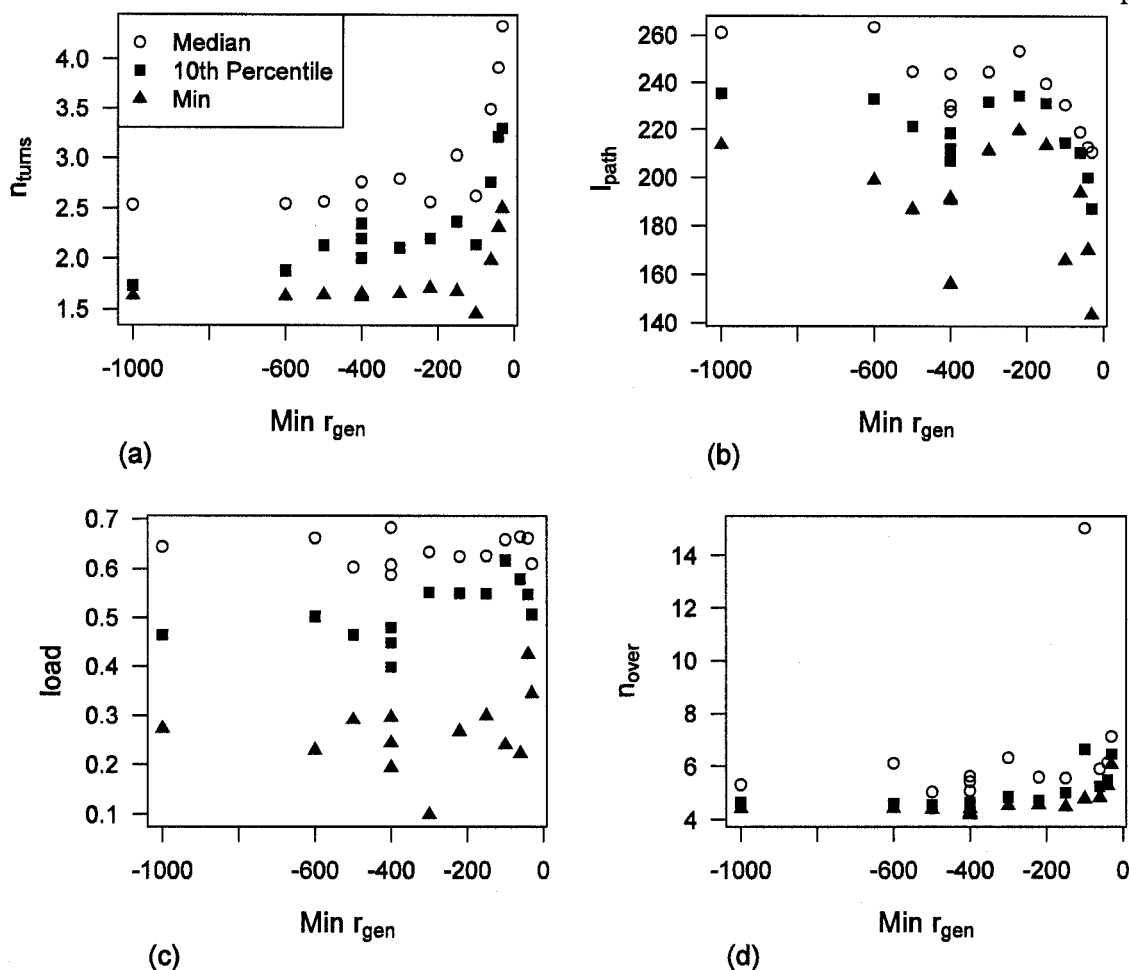 p
Median
10th Percentile
Min
4.0
3.5
3.0
2.5
2.0
1.5
n_turns
-1000
-600
-400
-200
0
Min r_gen
(a)
260
240
220
200
180
160
140
l_path
-1000
-600
-400
-200
0
Min r_gen
(b)
0.7
0.6
0.5
0.4
0.3
0.2
0.1
load
-1000
-600
-400
-200
0
Min r_gen
(c)
14
12
10
8
6
4
n_over
-1000
-600
-400
-200
0
Min r_gen
(d)